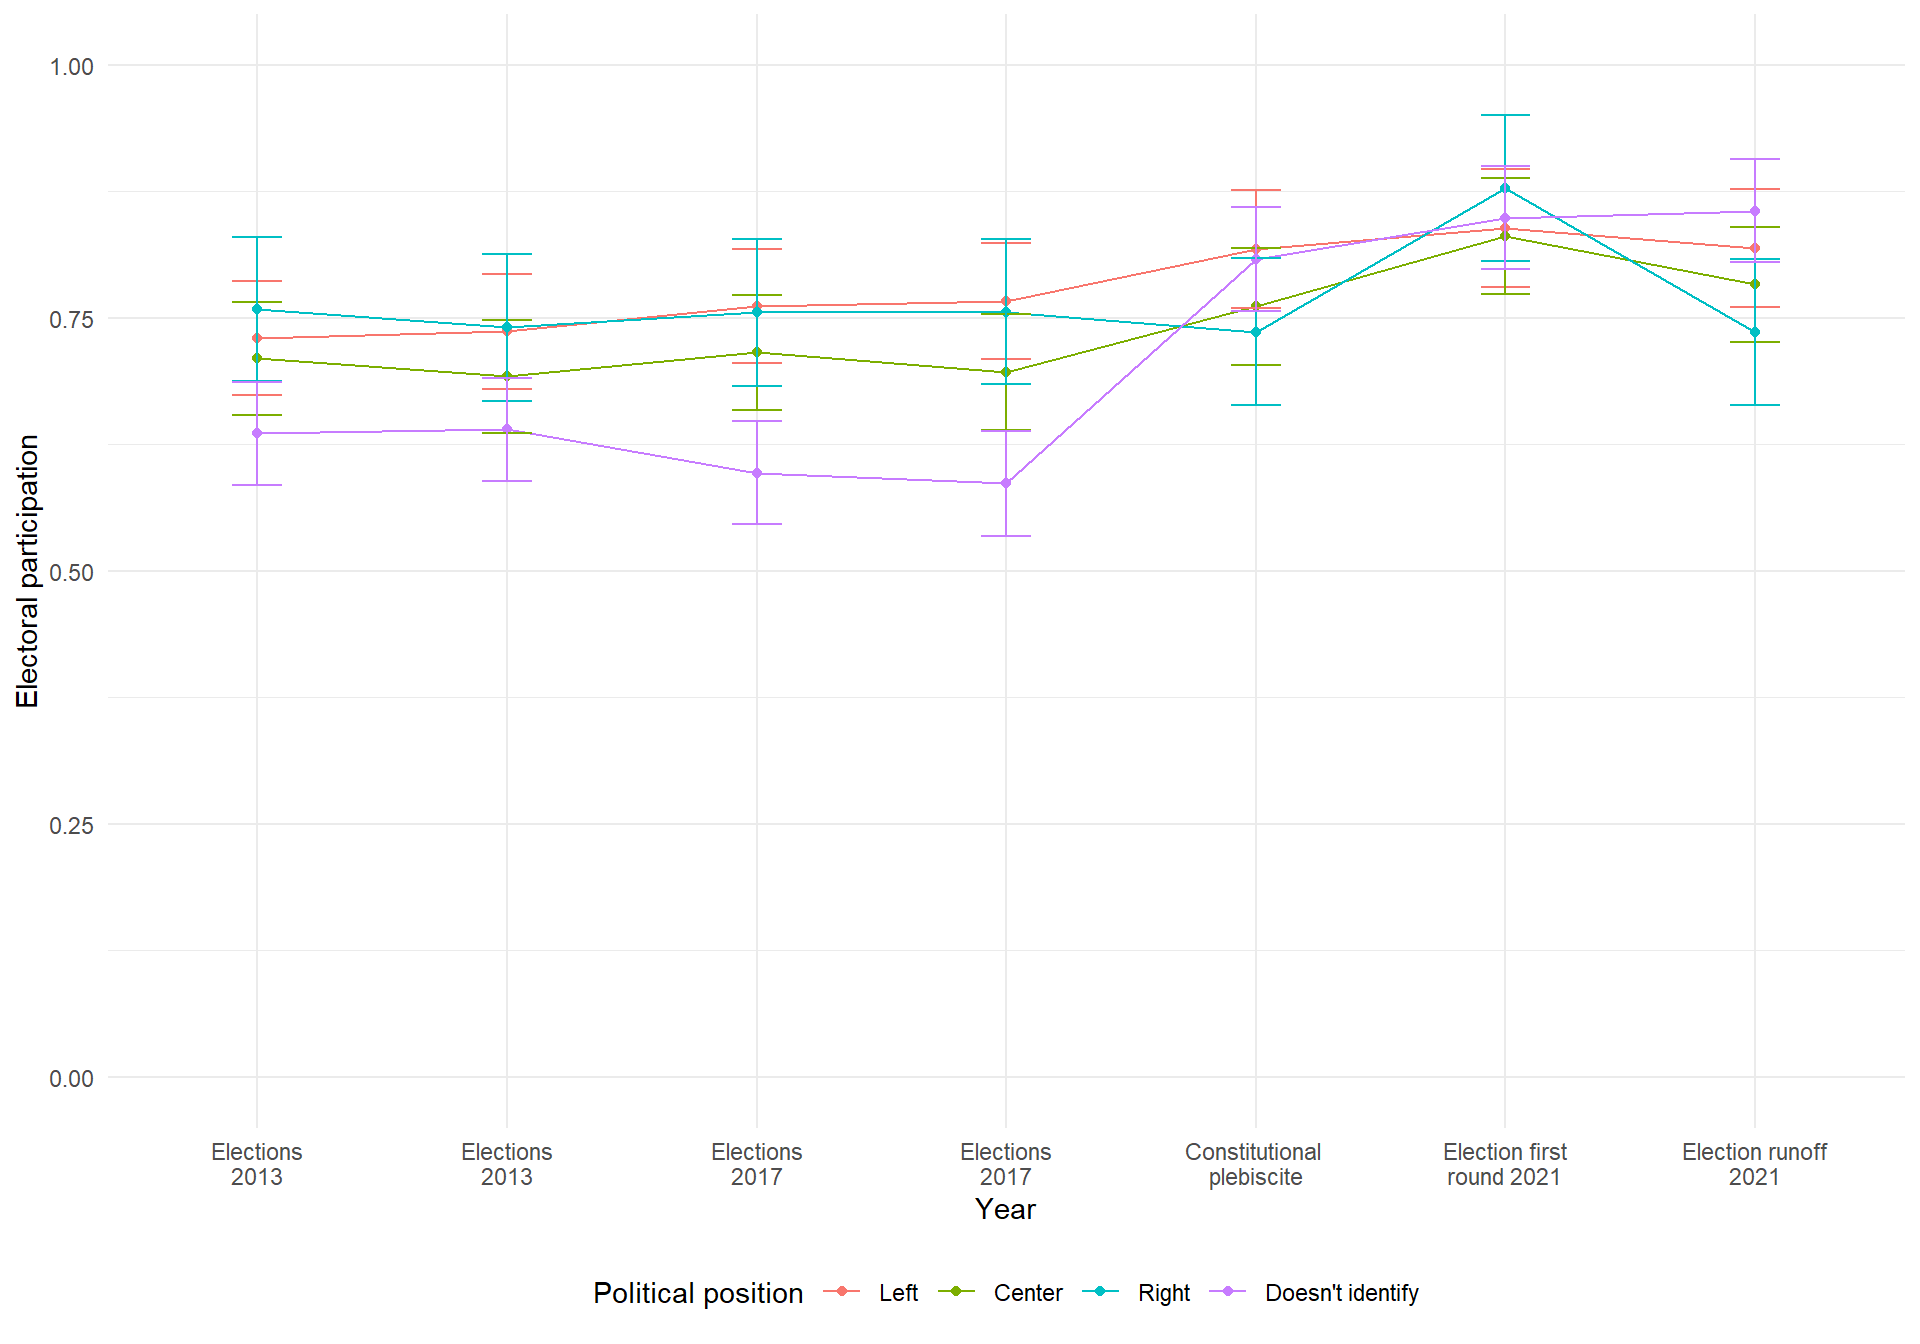 1.00
0.75
0.50
0.25
0.00
Electoral participation
Elections
2013
Elections
2013
Elections
2017
Elections
2017
Constitutional
plebiscite
Election first
round 2021
Election runoff
2021
Year
Political position
Left
Center
Right
Doesn't identify